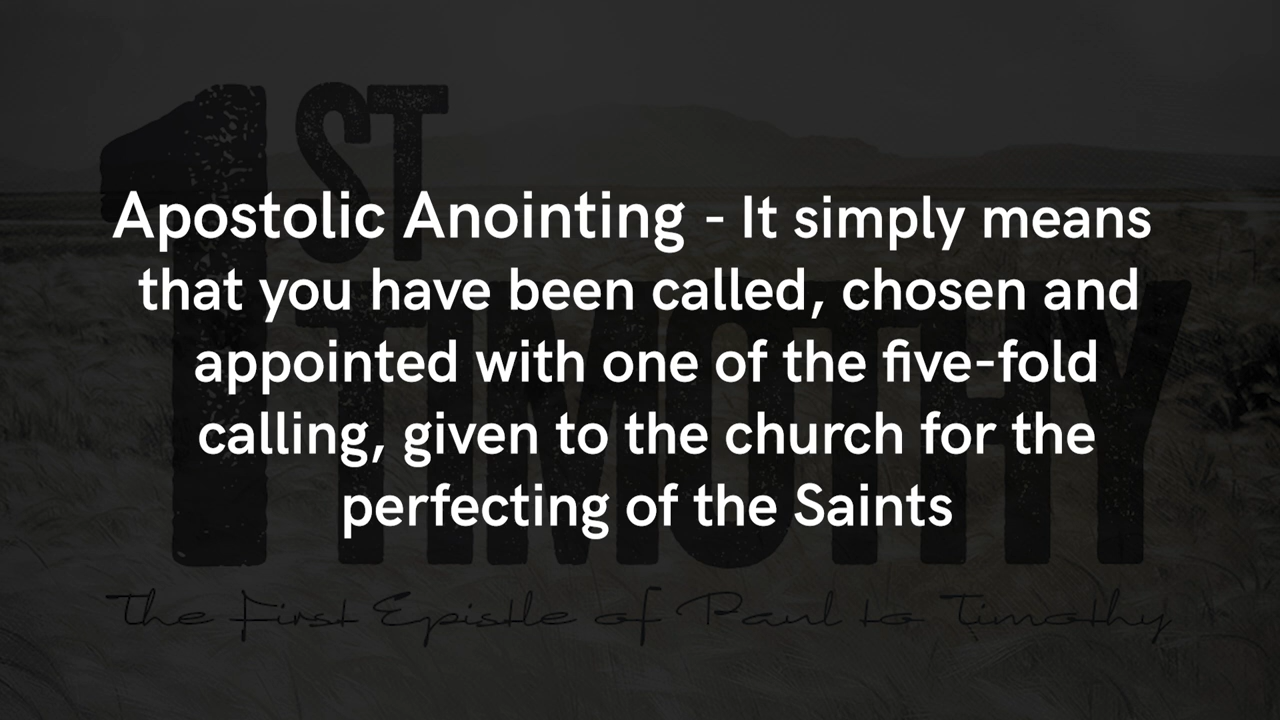 Apostolic Anointing - It simply means
that you have been called, chosen and
appointed with one of the five-fold
calling, given to the church for the
perfecting of the Saints
1ST
TIMOTHY
The First Epistle of Paul to Timothy